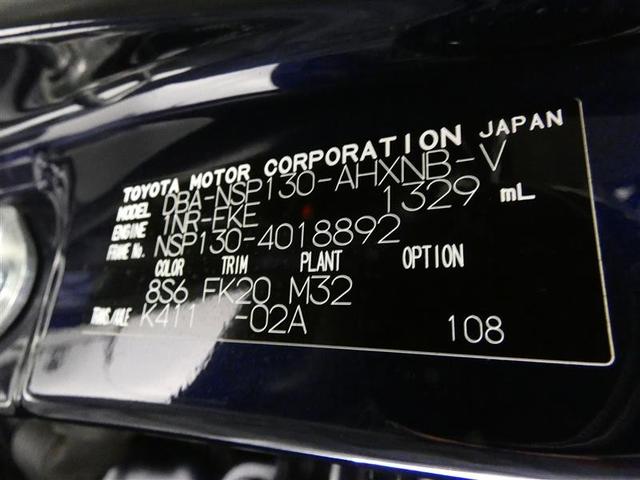 TOYOTA MOTOR CORPORATION JAPAN
MODEL DBA-NSP130-AHXNB-V
ENGINE 1NR-FKE 1329 mL
FRAME No. NSP130-4018892
COLOR TRIM PLANT OPTION
8S6 FK20 M32
TRANS/AXLE K411 -02A
108